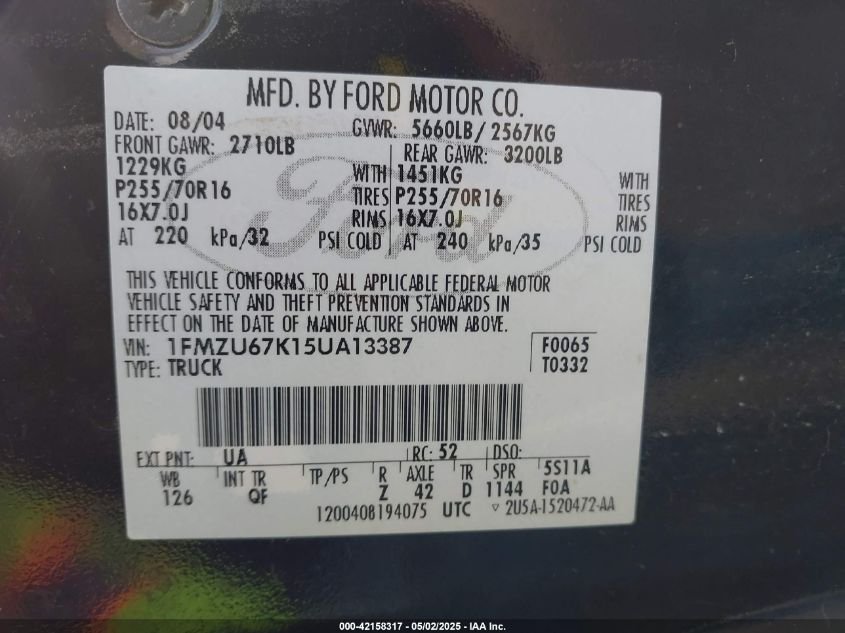 MFD. BY FORD MOTOR CO.
DATE: 08/04 GVWR: 5660LB/ 2567KG
FRONT GAWR: 2710LB REAR GAWR: 3200LB
1229KG WITH 1451KG WITH
P255/70R16 TIRES P255/70R16 TIRES
16X7.0J RIMS 16X7.0J RIMS
AT 220 kPa/32 PSI COLD AT 240 kPa/35 PSI COLD
Ford
THIS VEHICLE CONFORMS TO ALL APPLICABLE FEDERAL MOTOR
VEHICLE SAFETY AND THEFT PREVENTION STANDARDS IN
EFFECT ON THE DATE OF MANUFACTURE SHOWN ABOVE.
VIN: 1FMZU67K15UA13387 F0065
TYPE: TRUCK T0332
EXT PNT: UA RC: 52 DSO:
WB INT TR TP/PS R AXLE TR SPR 5S11A
126 QF Z 42 D 1144 F0A
1200408194075 UTC ▽ 2U5A-1520472-AA
000-42158317 - 05/02/2025 - IAA Inc.